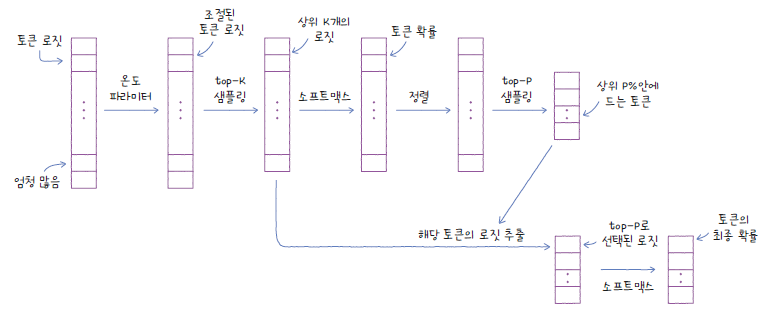 토큰 로짓
엄청 많음
온도
파라미터
조절된
토큰 로짓
top-K
샘플링
상위 K개의
로짓
소프트맥스
토큰 확률
정렬
top-P
샘플링
상위 P%안에
드는 토큰
해당 토큰의 로짓 추출
top-P로
선택된 로짓
소프트맥스
토큰의
최종 확률